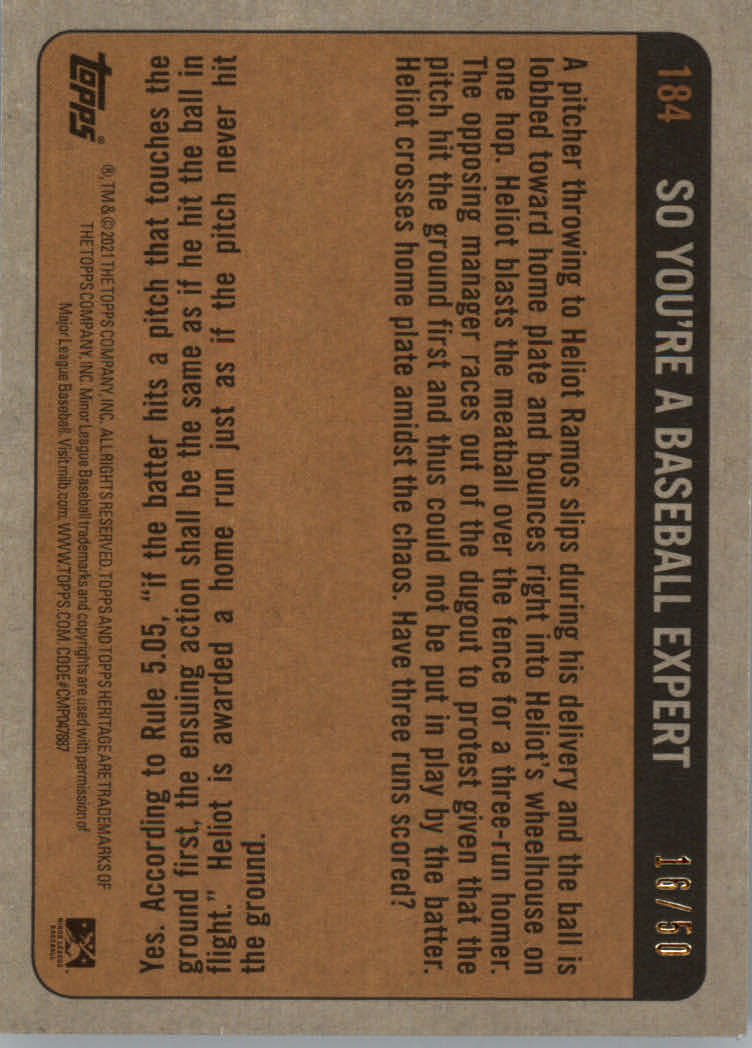 184 SO YOU'RE A BASEBALL EXPERT 16/50
A pitcher throwing to Heliot Ramos slips during his delivery and the ball is
lobbed toward home plate and bounces right into Heliot's wheelhouse on
one hop. Heliot blasts the meatball over the fence for a three-run homer.
The opposing manager races out of the dugout to protest given that the
pitch hit the ground first and thus could not be put in play by the batter.
Heliot crosses home plate amidst the chaos. Have three runs scored?
Yes. According to Rule 5.05, "If the batter hits a pitch that touches the
ground first, the ensuing action shall be the same as if he hit the ball in
flight." Heliot is awarded a home run just as if the pitch never hit
the ground.
topps®
®, TM & © 2021 THE TOPPS COMPANY, INC. ALL RIGHTS RESERVED. TOPPS AND TOPPS HERITAGE ARE TRADEMARKS OF
THE TOPPS COMPANY, INC. Minor League Baseball trademarks and copyrights are used with permission of
Major League Baseball. Visit milb.com. WWW.TOPPS.COM. CODE#CMP047887
MINOR LEAGUE
BASEBALL